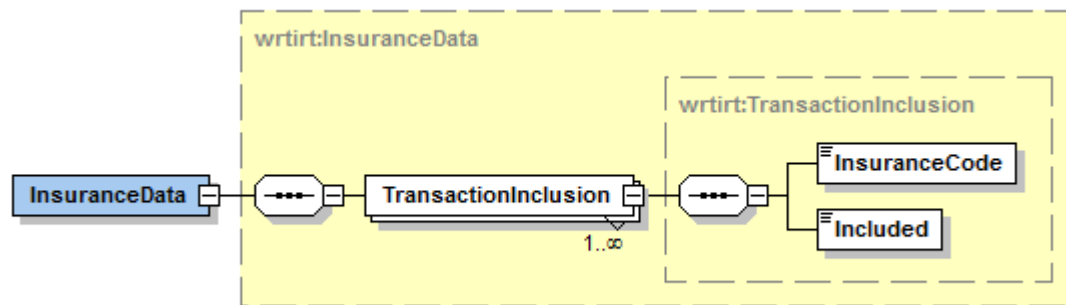 wrtirt:InsuranceData
wrtirt:TransactionInclusion
InsuranceCode
InsuranceData
TransactionInclusion
Included
1..∞